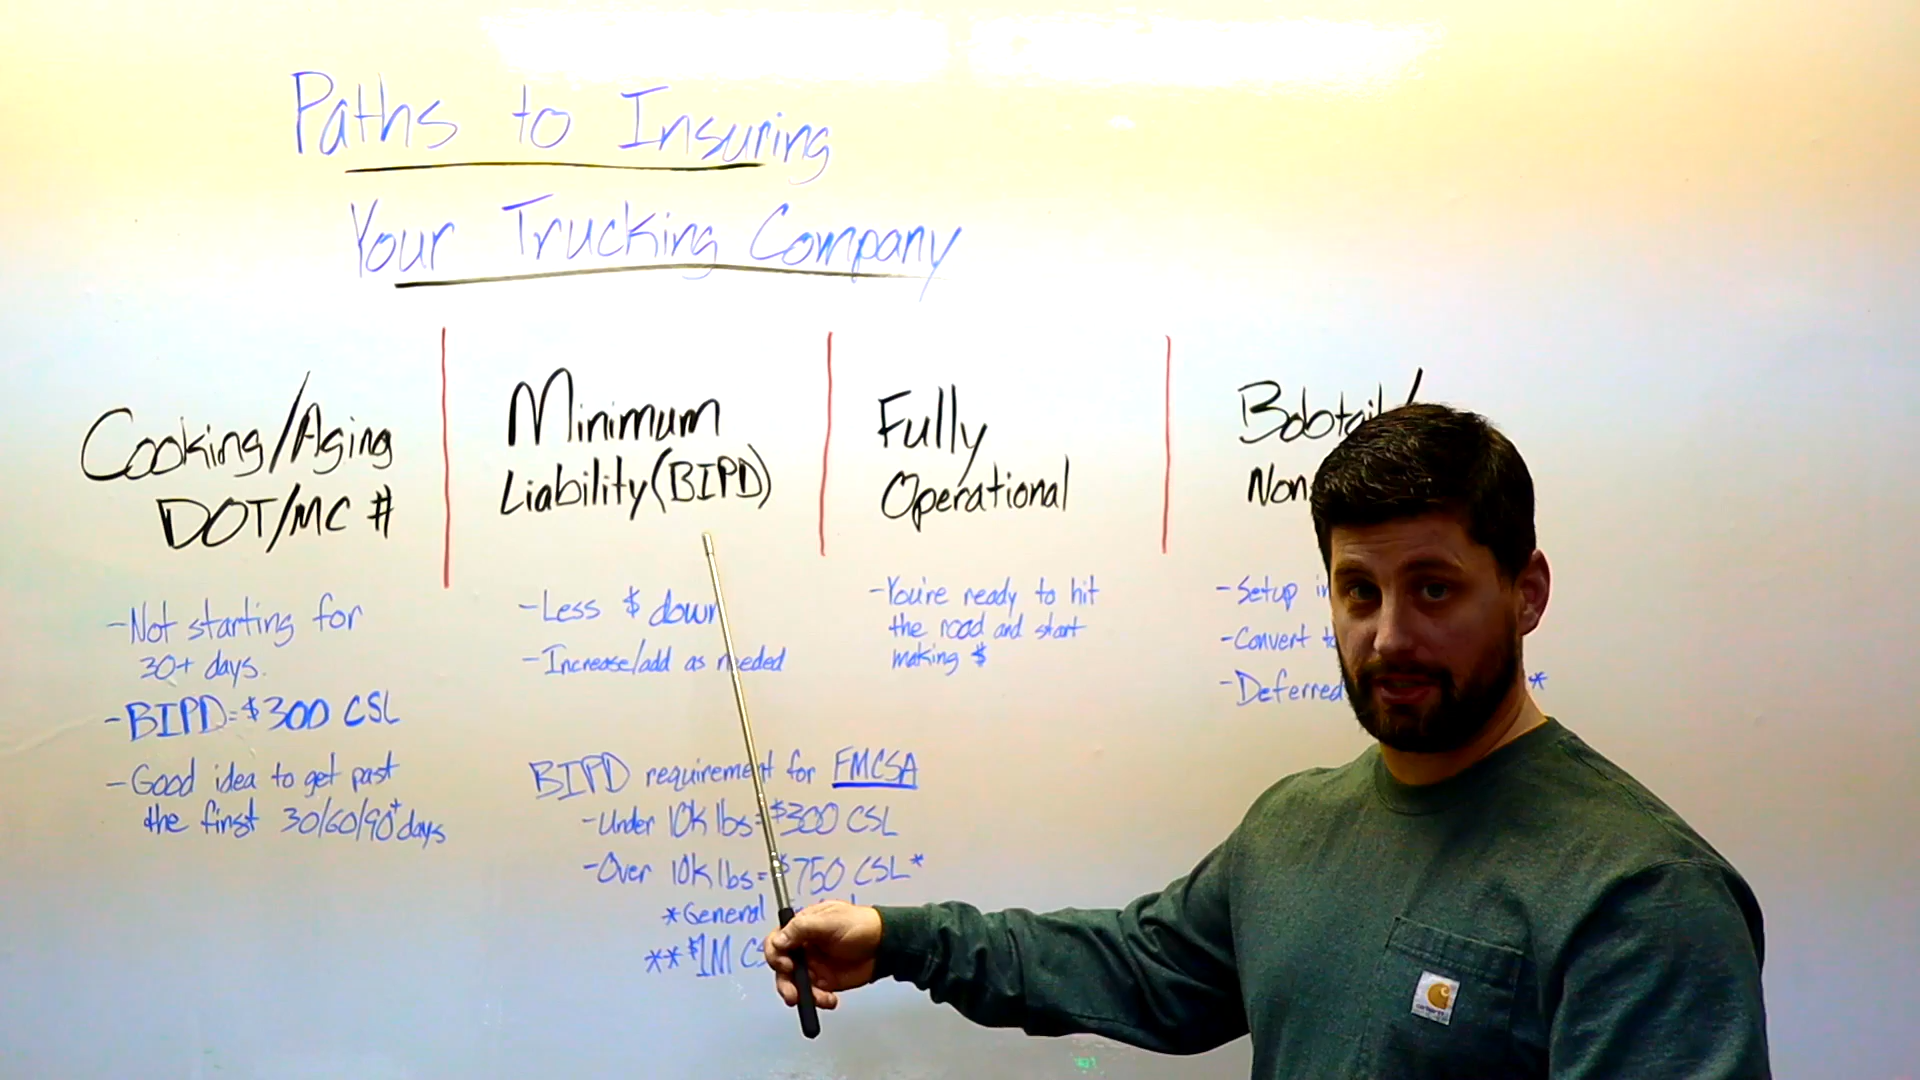 Paths to Insuring
Your Trucking Company
Cooking/Aging
DOT/MC #
-Not starting for
30+ days.
-BIPD=$300 CSL
-Good idea to get past
the first 30/60/90+days
Minimum
Liability(BIPD)
-Less $ down
-Increase/add as needed
BIPD requirement for FMCSA
-Under 10k lbs=$300 CSL
-Over 10k lbs=$750 CSL*
*General
**$1M
Fully
Operational
-You're ready to hit
the road and start
making $
Bobtail/
Non
-Setup
-Convert
-Deferred *
carhartt